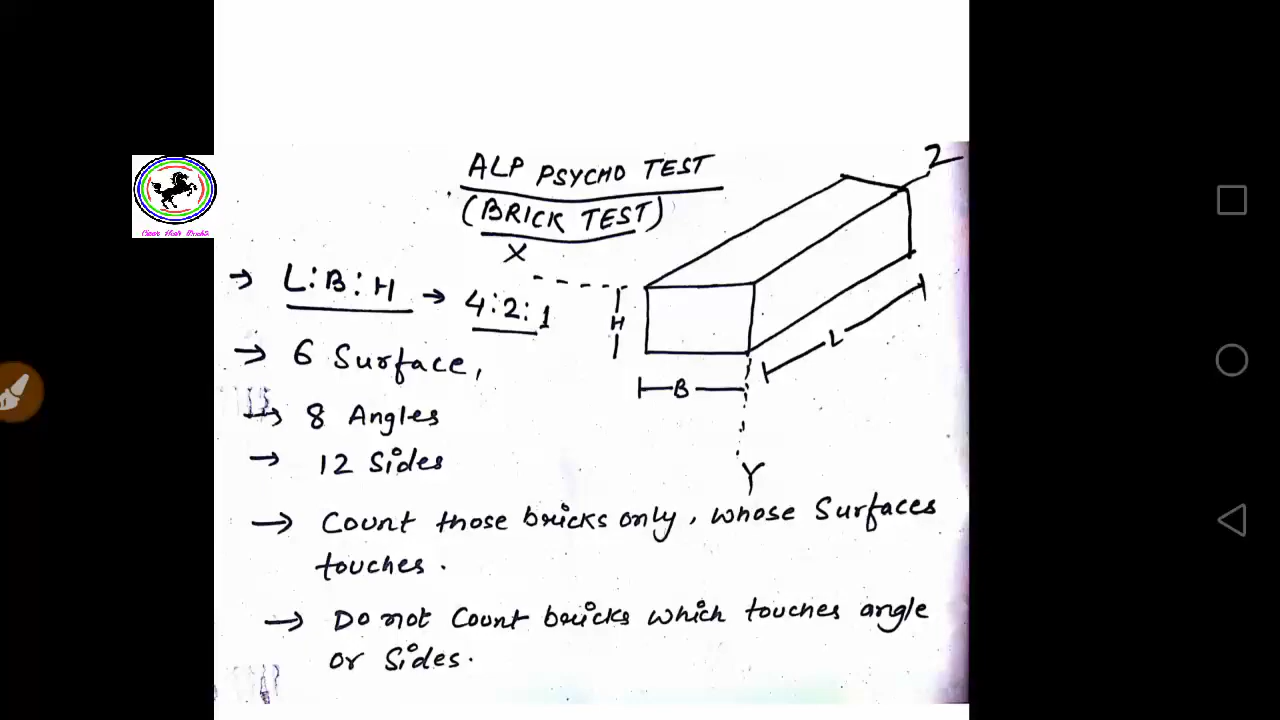 ALP PSYCHO TEST
(BRICK TEST)
X
Z
→ L:B:H → 4:2:1
H
L
B
Y
→ 6 Surface,
→ 8 Angles
→ 12 Sides
→ Count those bricks only, whose Surfaces
touches.
→ Do not Count bricks which touches angle
or Sides.